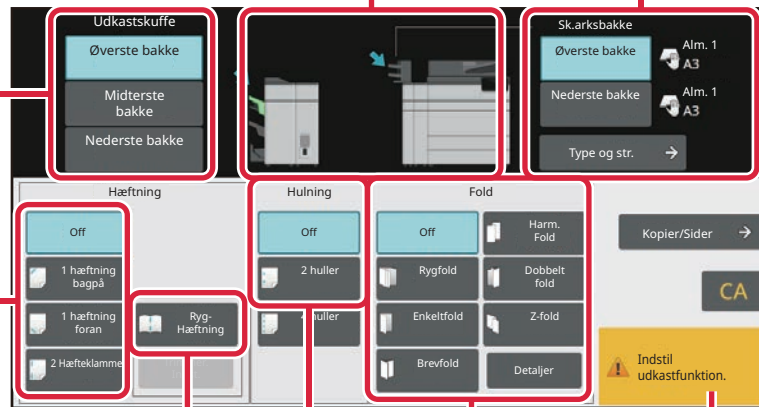 Udkastskuffe
Øverste bakke
Midterste
bakke
Nederste bakke
Sk.arksbakke
Øverste bakke
Alm. 1
A3
Nederste bakke
Alm. 1
A3
Type og str.
Hæftning
Off
1 hæftning
bagpå
1 hæftning
foran
2 Hæfteklammer
Ryg-
Hæftning
Hulning
Off
2 huller
huller
Fold
Off
Harm.
Fold
Rygfold
Dobbelt
fold
Enkeltfold
Z-fold
Brevfold
Detaljer
Kopier/Sider
CA
Indstil
udkastfunktion.